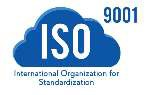 9001
ISO
International Organization for
Standardization